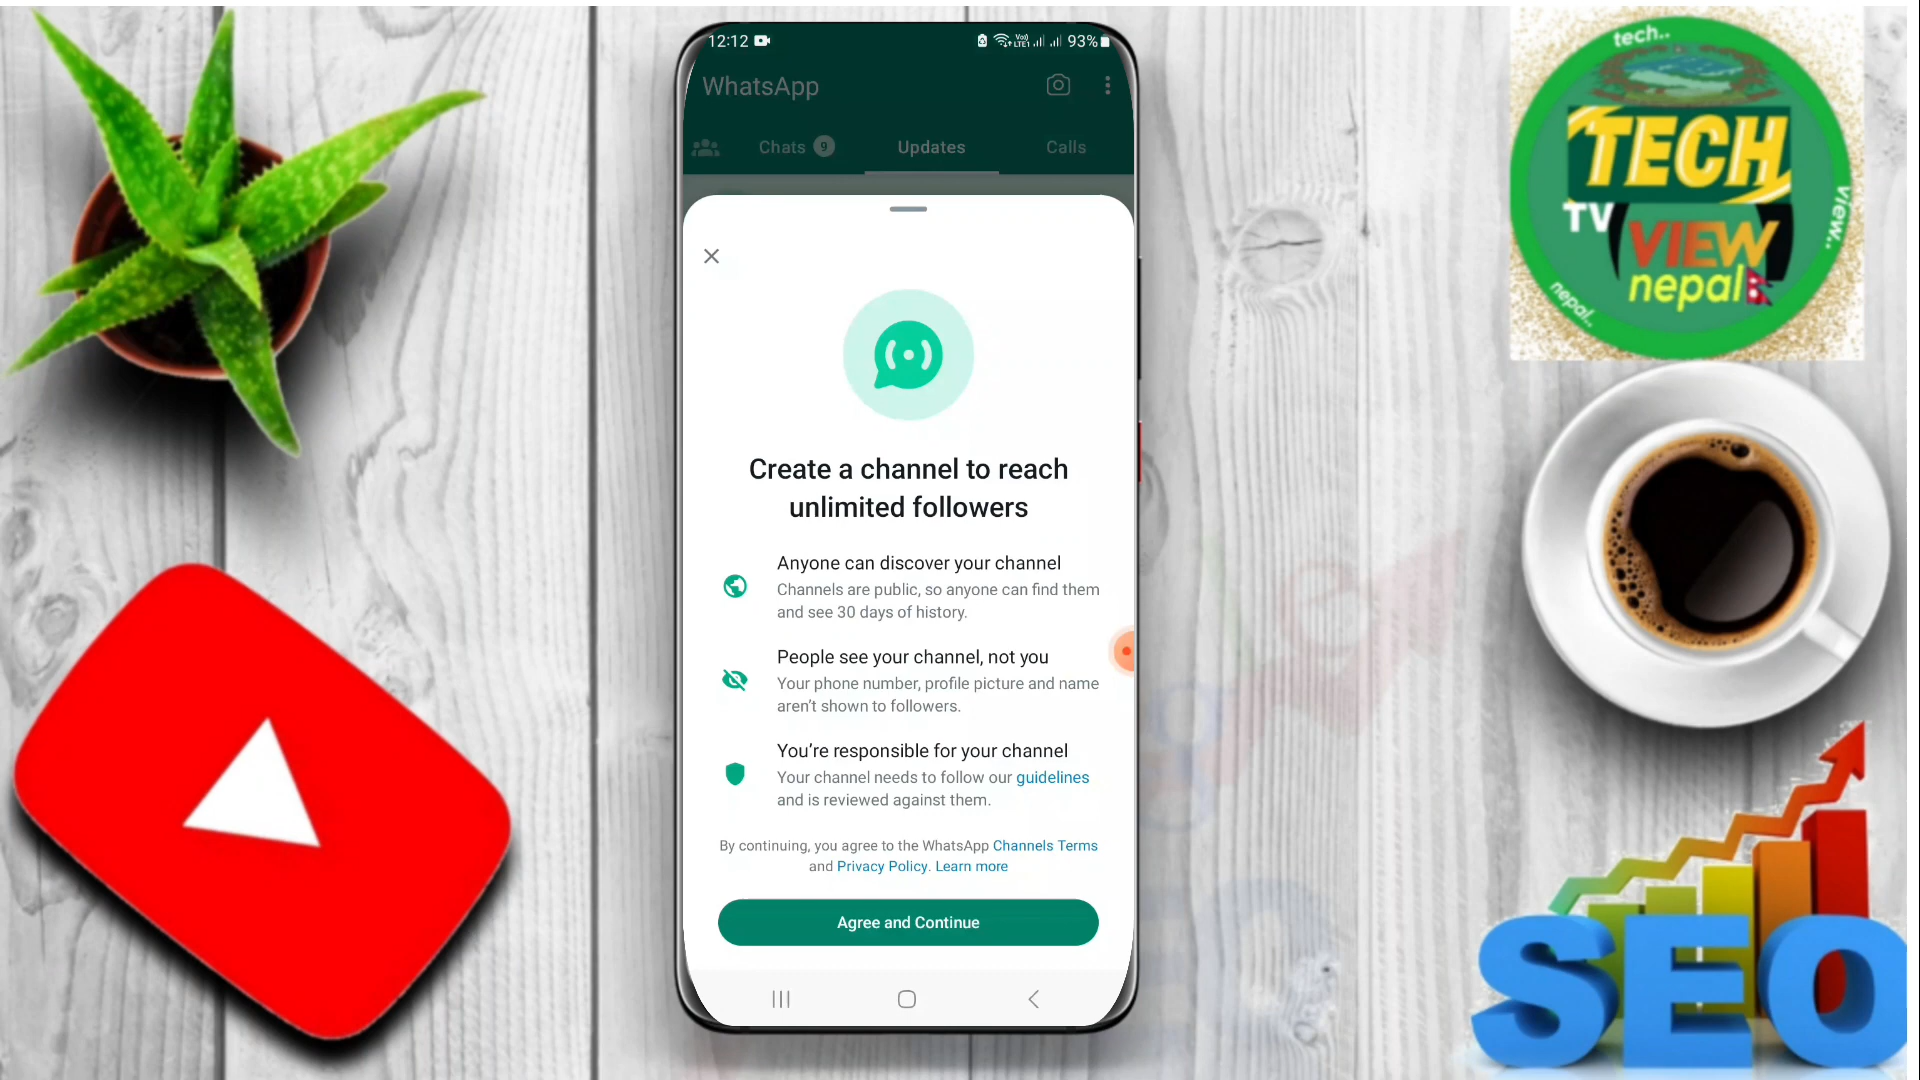 12:12
LTE1
93%
WhatsApp
Chats 9
Updates
Calls
Create a channel to reach
unlimited followers
Anyone can discover your channel
Channels are public, so anyone can find them
and see 30 days of history.
People see your channel, not you
Your phone number, profile picture and name
aren't shown to followers.
You're responsible for your channel
Your channel needs to follow our guidelines
and is reviewed against them.
By continuing, you agree to the WhatsApp Channels Terms
and Privacy Policy. Learn more
Agree and Continue
tech..
TECH
TV
VIEW
nepal
view..
nepal..
SEO